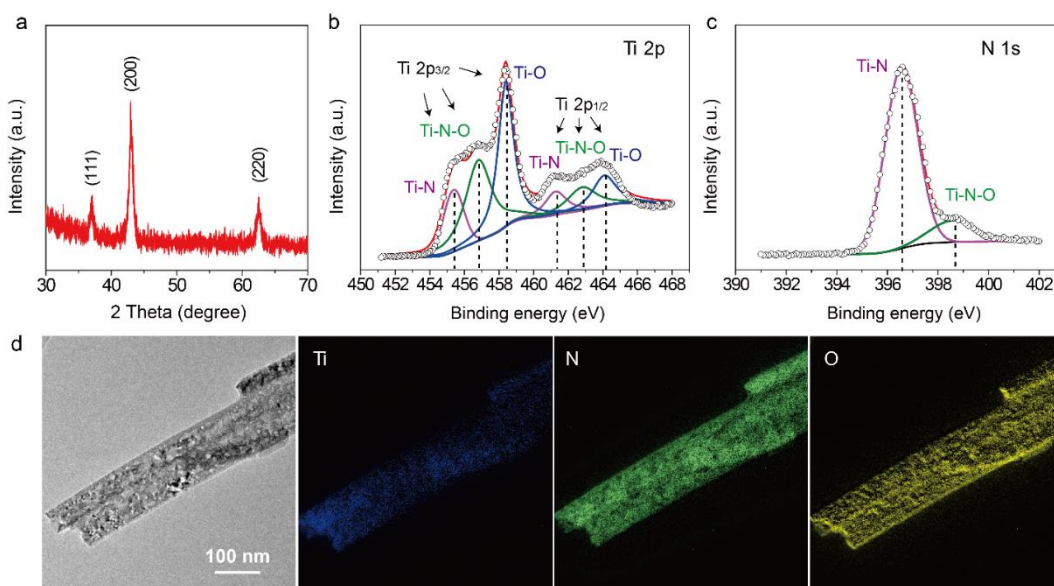 a
Intensity (a.u.)
(111)
(200)
(220)
30 40 50 60 70
2 Theta (degree)
b
Intensity (a.u.)
Ti 2p
Ti 2p3/2
Ti-O
Ti-N-O
Ti 2p1/2
Ti-N
Ti-N
Ti-N-O
Ti-O
450 452 454 456 458 460 462 464 466 468
Binding energy (eV)
c
Intensity (a.u.)
N 1s
Ti-N
Ti-N-O
390 392 394 396 398 400 402
Binding energy (eV)
d
100 nm
Ti
N
O